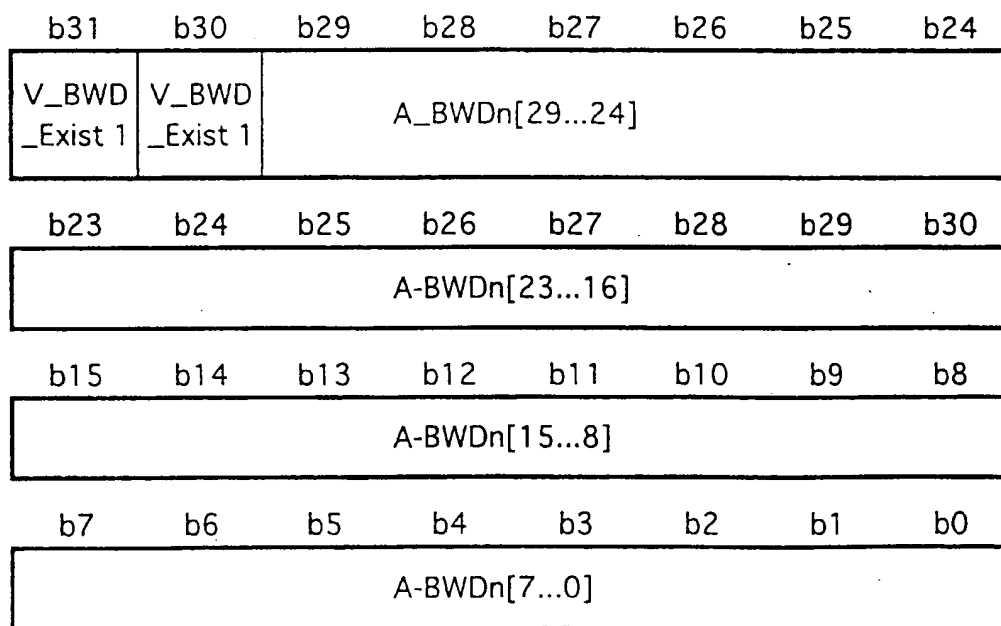 b31 b30 b29 b28 b27 b26 b25 b24
V_BWD V_BWD
_Exist 1 _Exist 1
A_BWDn[29...24]
b23 b24 b25 b26 b27 b28 b29 b30
A-BWDn[23...16]
b15 b14 b13 b12 b11 b10 b9 b8
A-BWDn[15...8]
b7 b6 b5 b4 b3 b2 b1 b0
A-BWDn[7...0]